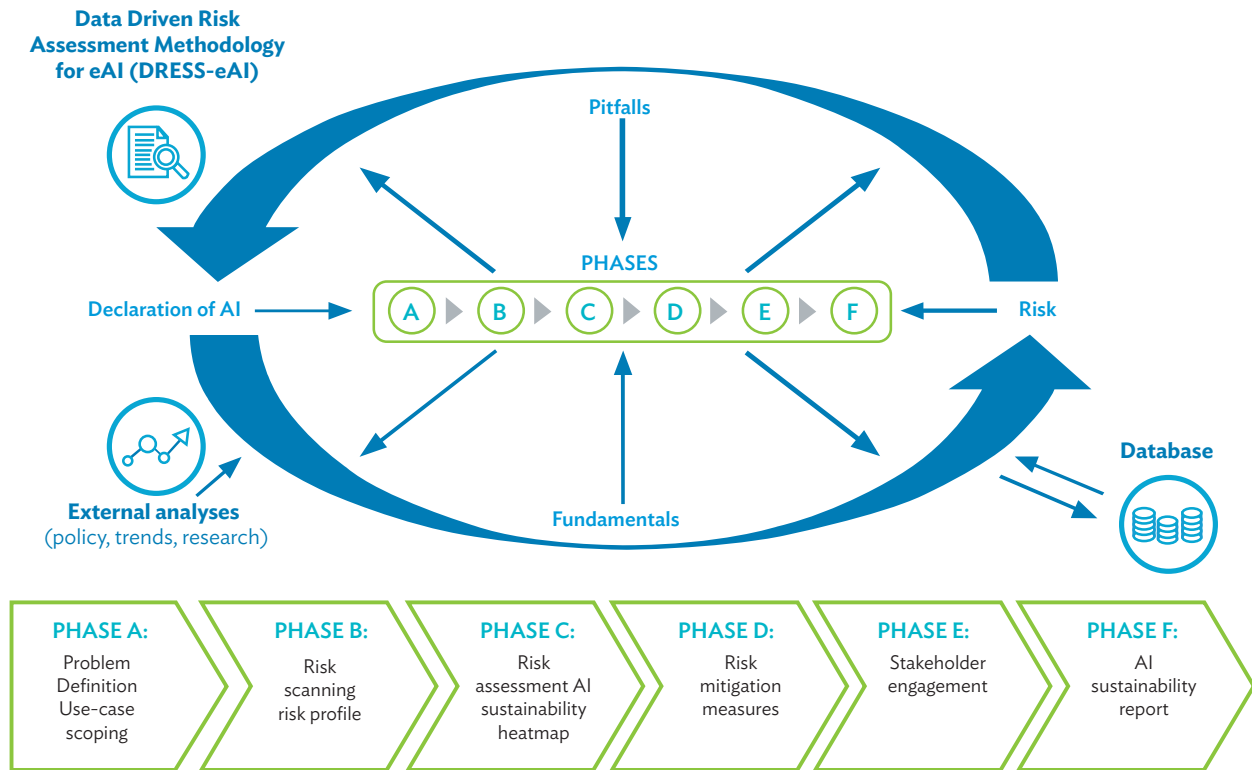 Data Driven Risk
Assessment Methodology
for eAI (DRESS-eAI)
Pitfalls
PHASES
Declaration of AI
A
B
C
D
E
F
Risk
External analyses
(policy, trends, research)
Fundamentals
Database
PHASE A:
Problem
Definition
Use-case
scoping
PHASE B:
Risk
scanning
risk profile
PHASE C:
Risk
assessment AI
sustainability
heatmap
PHASE D:
Risk
mitigation
measures
PHASE E:
Stakeholder
engagement
PHASE F:
AI
sustainability
report